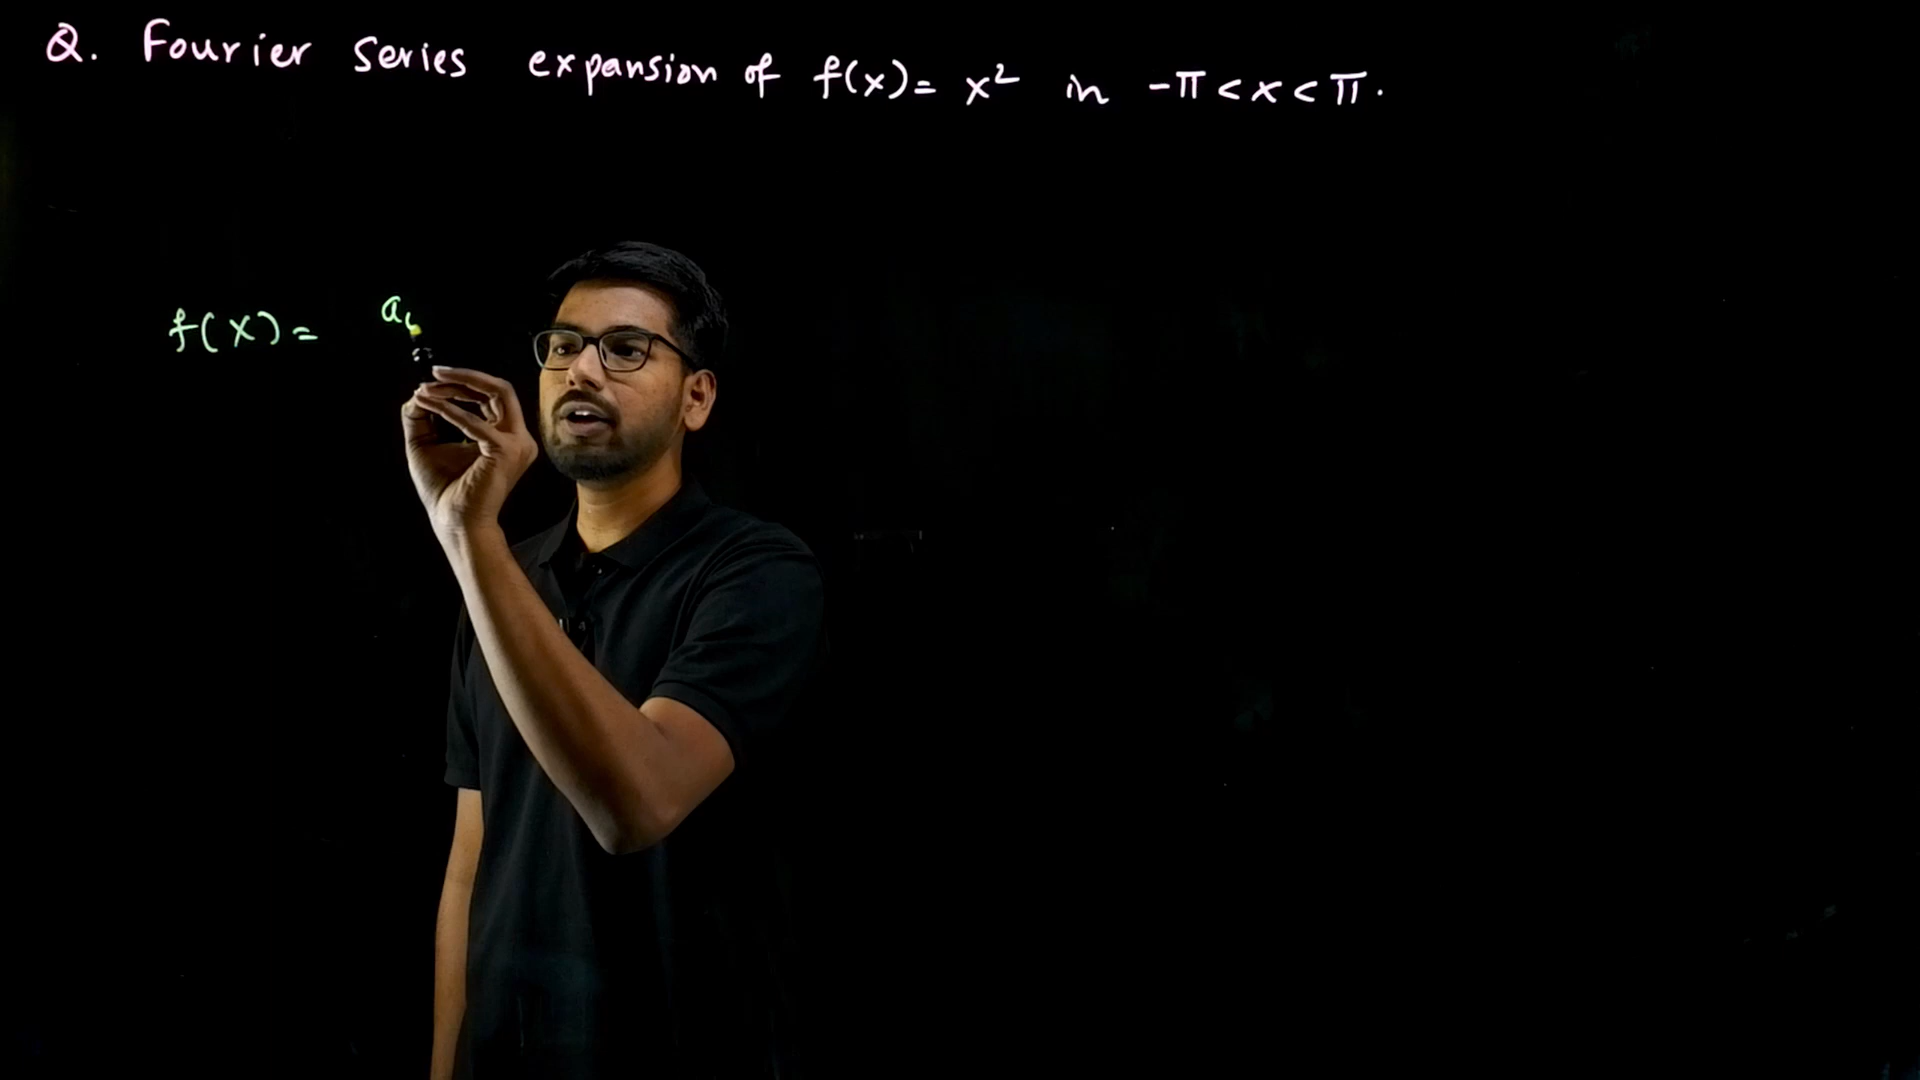 Q. Fourier Series expansion of f(x) = x² in -π < x < π.
f(x) = a